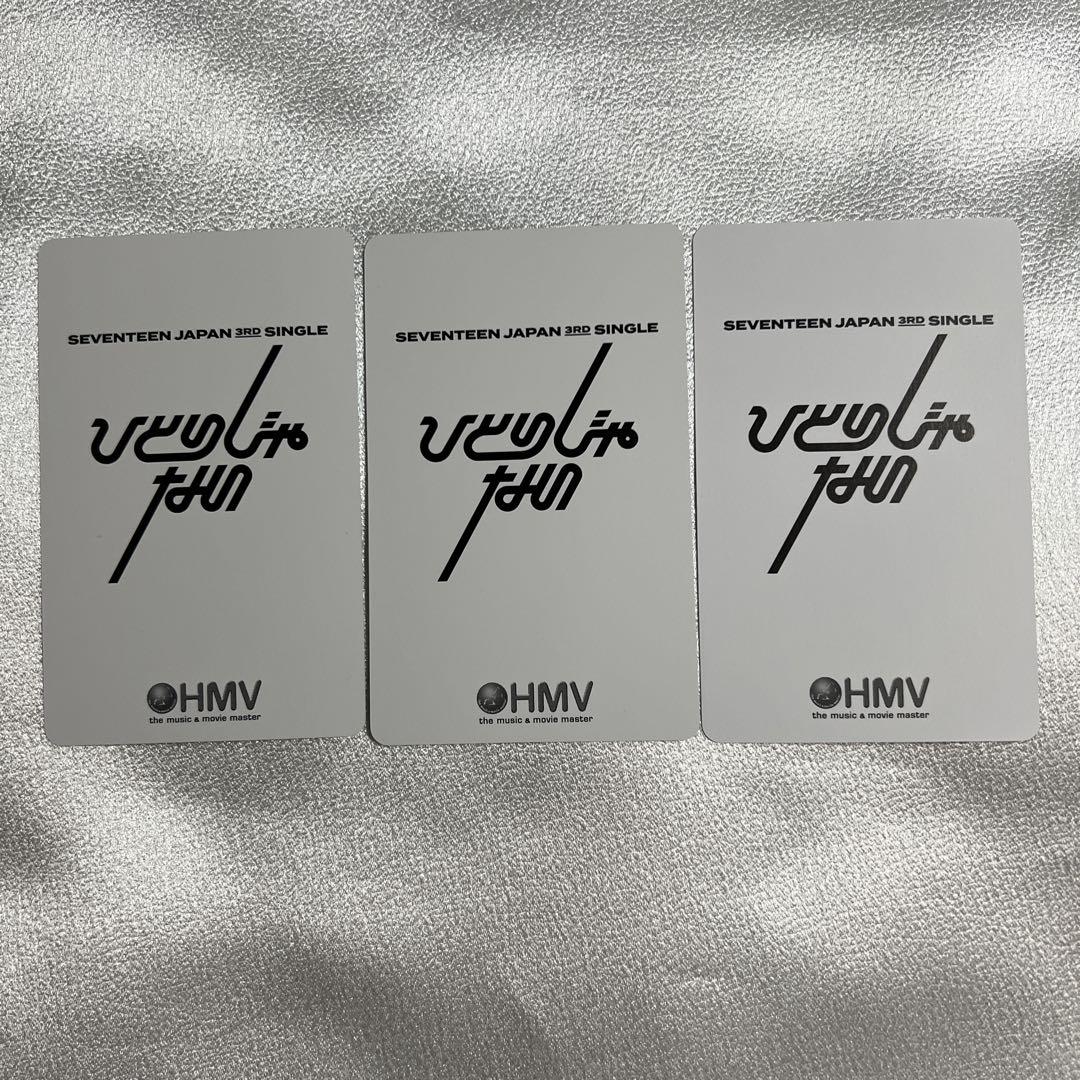 SEVENTEEN JAPAN 3RD SINGLE
ひとりじゃ
ない
HMV
the music & movie master
SEVENTEEN JAPAN 3RD SINGLE
ひとりじゃ
ない
HMV
the music & movie master
SEVENTEEN JAPAN 3RD SINGLE
ひとりじゃ
ない
HMV
the music & movie master